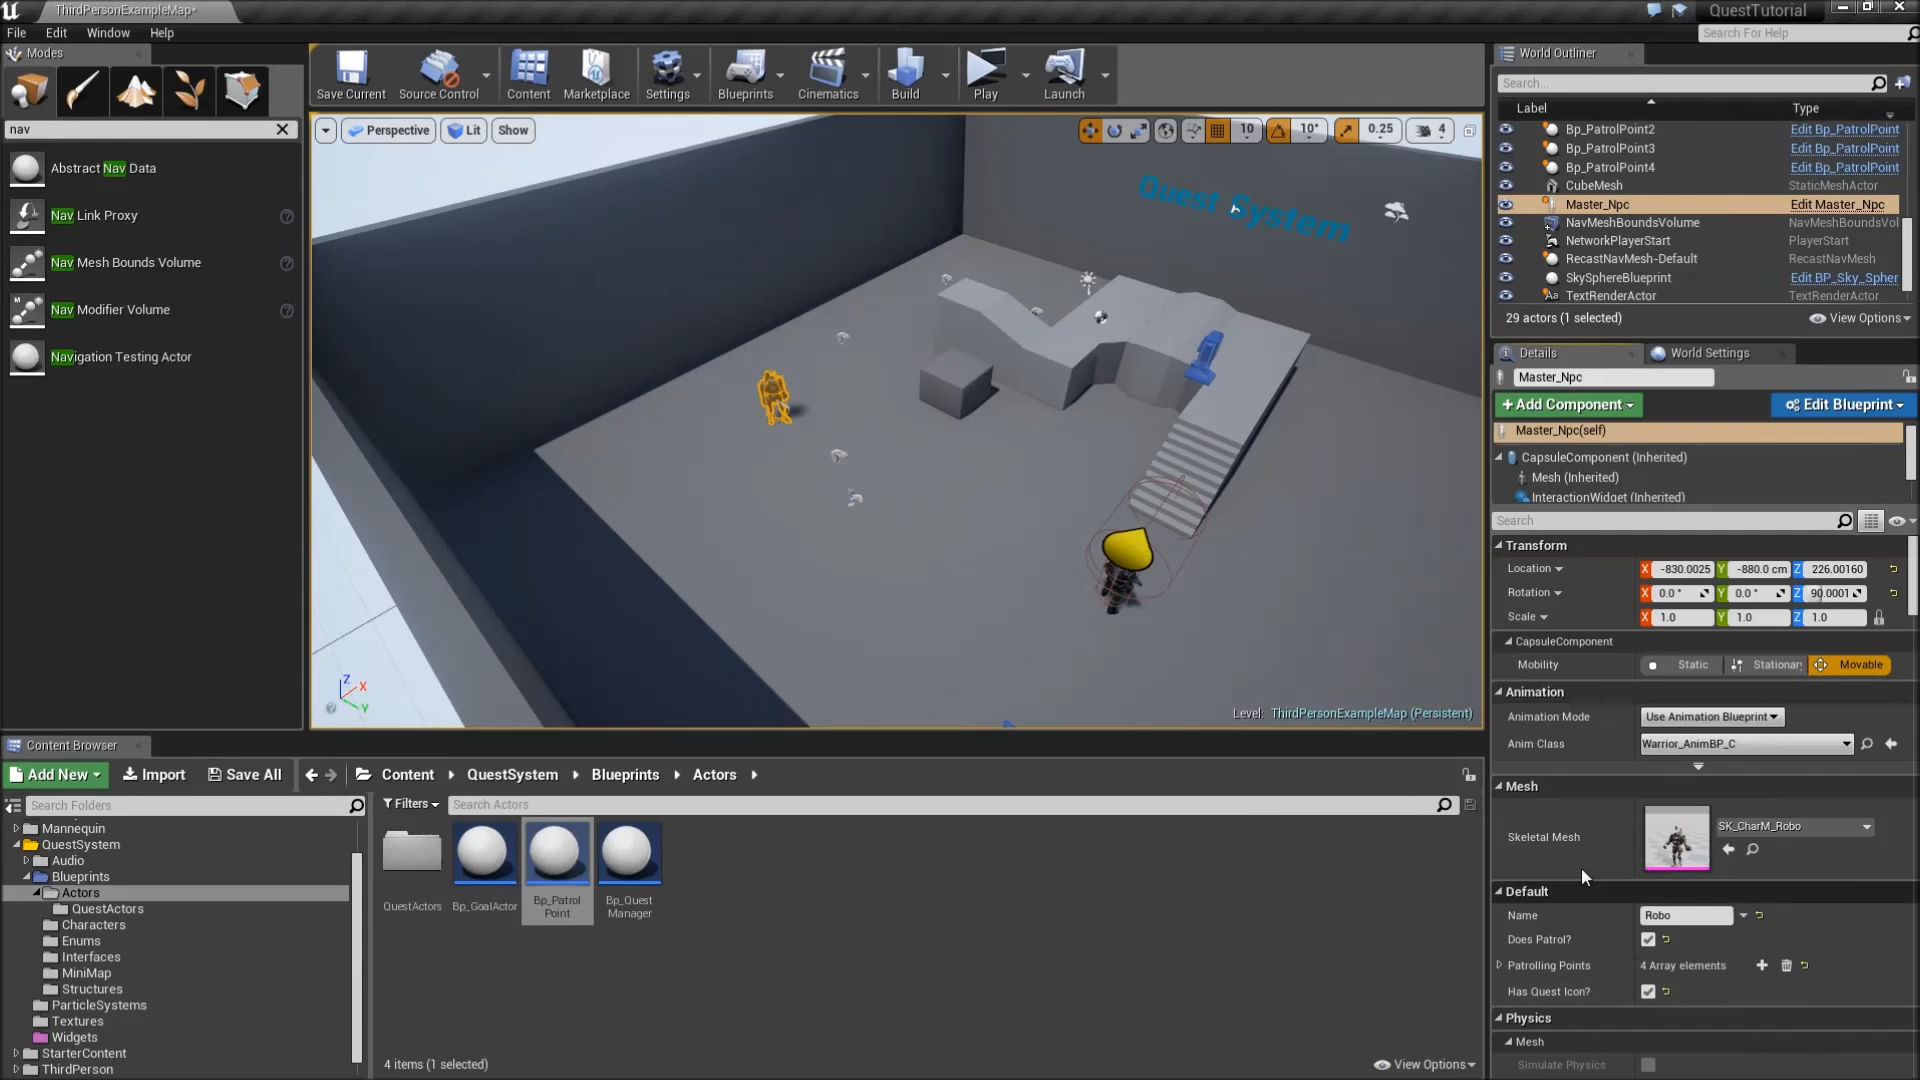 ThirdPersonExampleMap*
QuestTutorial
File Edit Window Help
Search For Help
Modes
nav
Abstract Nav Data
Nav Link Proxy
Nav Mesh Bounds Volume
Nav Modifier Volume
Navigation Testing Actor
Save Current Source Control Content Marketplace Settings Blueprints Cinematics Build Play Launch
Perspective Lit Show
10 10° 0.25 4
Quest System
Z X Y
Level: ThirdPersonExampleMap (Persistent)
World Outliner
Search...
Label Type
Bp_PatrolPoint2 Edit Bp_PatrolPoint
Bp_PatrolPoint3 Edit Bp_PatrolPoint
Bp_PatrolPoint4 Edit Bp_PatrolPoint
CubeMesh StaticMeshActor
Master_Npc Edit Master_Npc
NavMeshBoundsVolume NavMeshBoundsVol
NetworkPlayerStart PlayerStart
RecastNavMesh-Default RecastNavMesh
SkySphereBlueprint Edit BP_Sky_Spher
TextRenderActor TextRenderActor
29 actors (1 selected) View Options
Details World Settings
Master_Npc
+Add Component Edit Blueprint
Master_Npc(self)
CapsuleComponent (Inherited)
Mesh (Inherited)
InteractionWidget (Inherited)
Search
Transform
Location X -830.0025 Y -880.0 cm Z 226.00160
Rotation X 0.0 ° Y 0.0 ° Z 90.0001
Scale X 1.0 Y 1.0 Z 1.0
CapsuleComponent
Mobility Static Stationary Movable
Animation
Animation Mode Use Animation Blueprint
Anim Class Warrior_AnimBP_C
Mesh
Skeletal Mesh SK_CharM_Robo
Default
Name Robo
Does Patrol?
Patrolling Points 4 Array elements
Has Quest Icon?
Physics
Mesh
Simulate Physics
Content Browser
Add New Import Save All Content QuestSystem Blueprints Actors
Search Folders
Filters Search Actors
Mannequin
QuestSystem
Audio
Blueprints
Actors
QuestActors
Characters
Enums
Interfaces
MiniMap
Structures
ParticleSystems
Textures
Widgets
StarterContent
ThirdPerson
QuestActors
Bp_GoalActor
Bp_Patrol
Point
Bp_Quest
Manager
4 items (1 selected) View Options